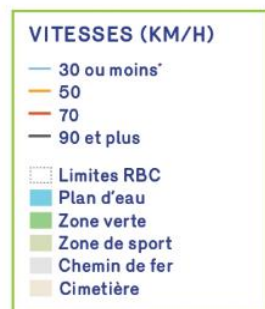 VITESSES (KM/H)
30 ou moins*
50
70
90 et plus
Limites RBC
Plan d'eau
Zone verte
Zone de sport
Chemin de fer
Cimetière